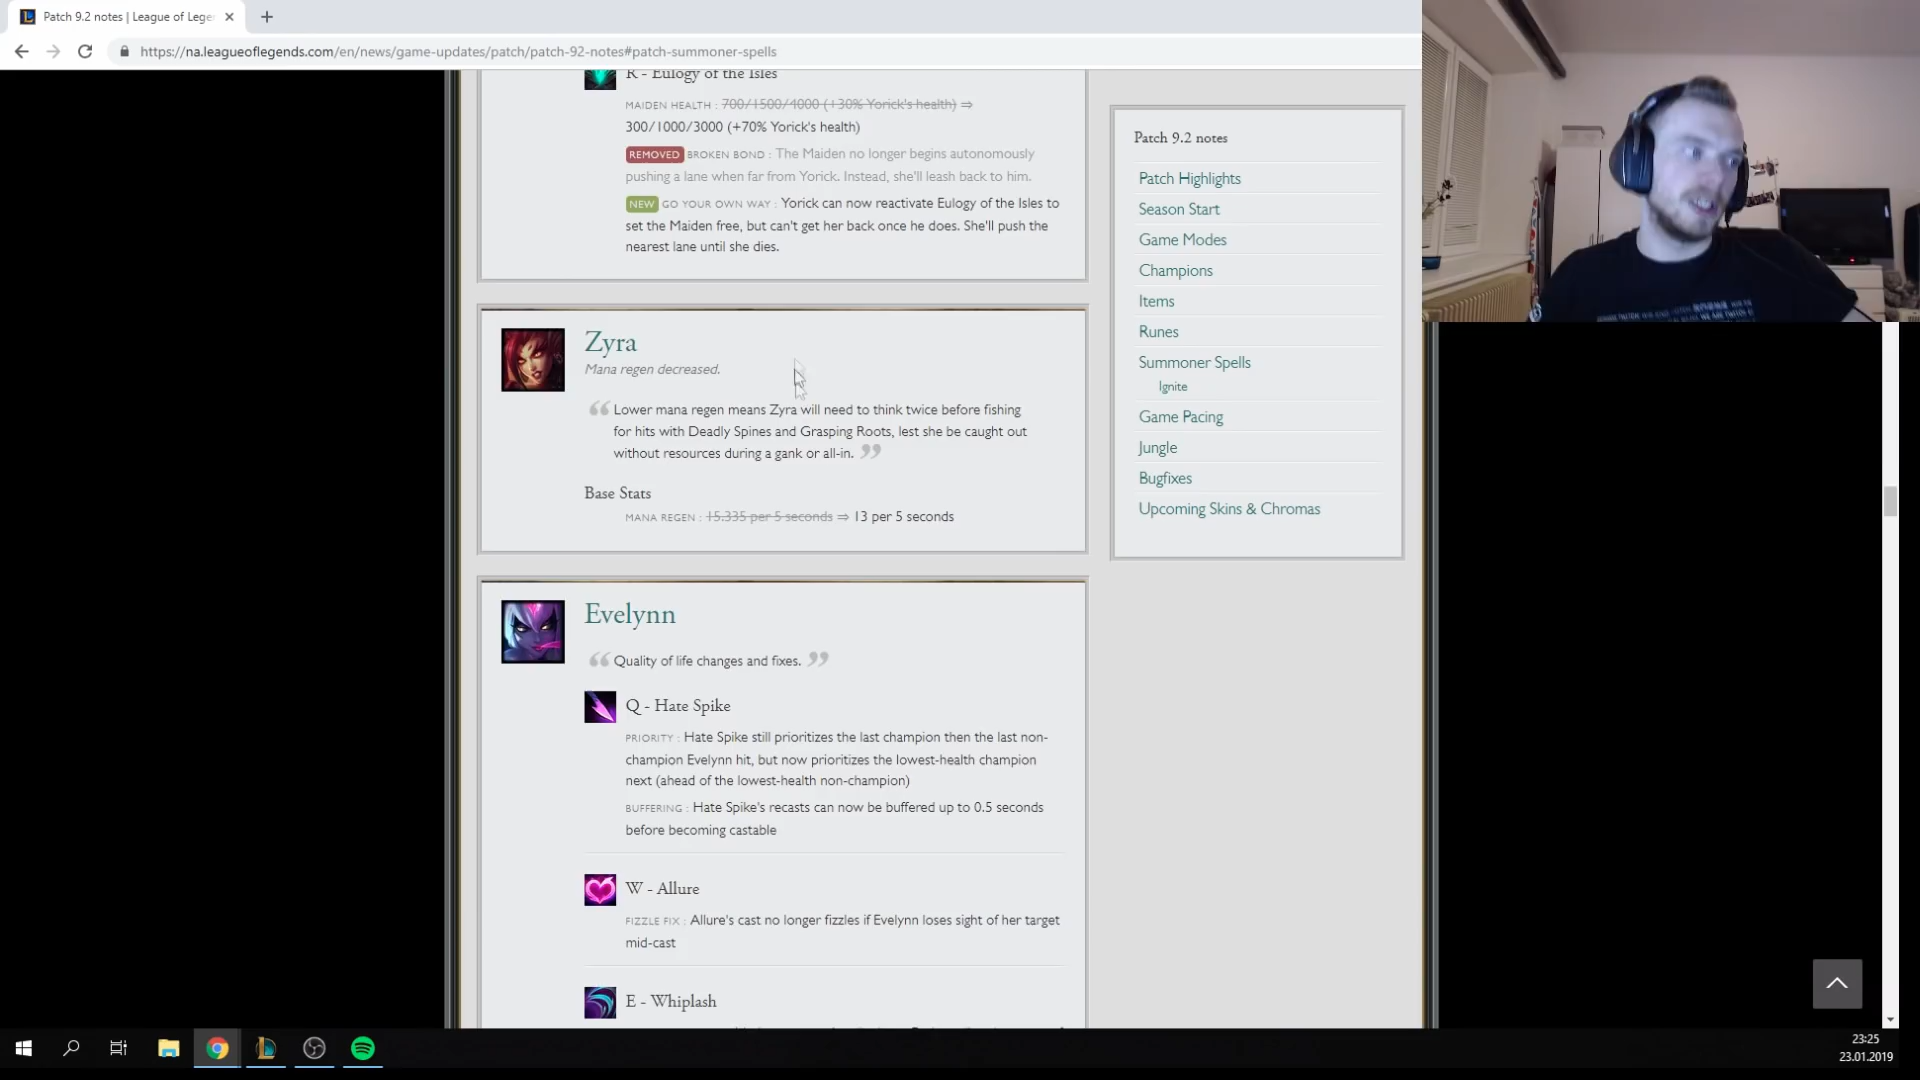 Patch 9.2 notes | League of Lege
https://na.leagueoflegends.com/en/news/game-updates/patch/patch-92-notes#patch-summoner-spells
R - Eulogy of the Isles
MAIDEN HEALTH : 700/1500/4000 (+30% Yorick's health) ⇒
300/1000/3000 (+70% Yorick's health)
REMOVED BROKEN BOND : The Maiden no longer begins autonomously
pushing a lane when far from Yorick. Instead, she'll leash back to him.
NEW GO YOUR OWN WAY : Yorick can now reactivate Eulogy of the Isles to
set the Maiden free, but can't get her back once he does. She'll push the
nearest lane until she dies.
Zyra
Mana regen decreased.
“ Lower mana regen means Zyra will need to think twice before fishing
for hits with Deadly Spines and Grasping Roots, lest she be caught out
without resources during a gank or all-in. ”
Base Stats
MANA REGEN : 15.335 per 5 seconds ⇒ 13 per 5 seconds
Evelynn
“ Quality of life changes and fixes. ”
Q - Hate Spike
PRIORITY : Hate Spike still prioritizes the last champion then the last non-
champion Evelynn hit, but now prioritizes the lowest-health champion
next (ahead of the lowest-health non-champion)
BUFFERING : Hate Spike's recasts can now be buffered up to 0.5 seconds
before becoming castable
W - Allure
FIZZLE FIX : Allure's cast no longer fizzles if Evelynn loses sight of her target
mid-cast
E - Whiplash
Patch 9.2 notes
Patch Highlights
Season Start
Game Modes
Champions
Items
Runes
Summoner Spells
Ignite
Game Pacing
Jungle
Bugfixes
Upcoming Skins & Chromas
23:25
23.01.2019